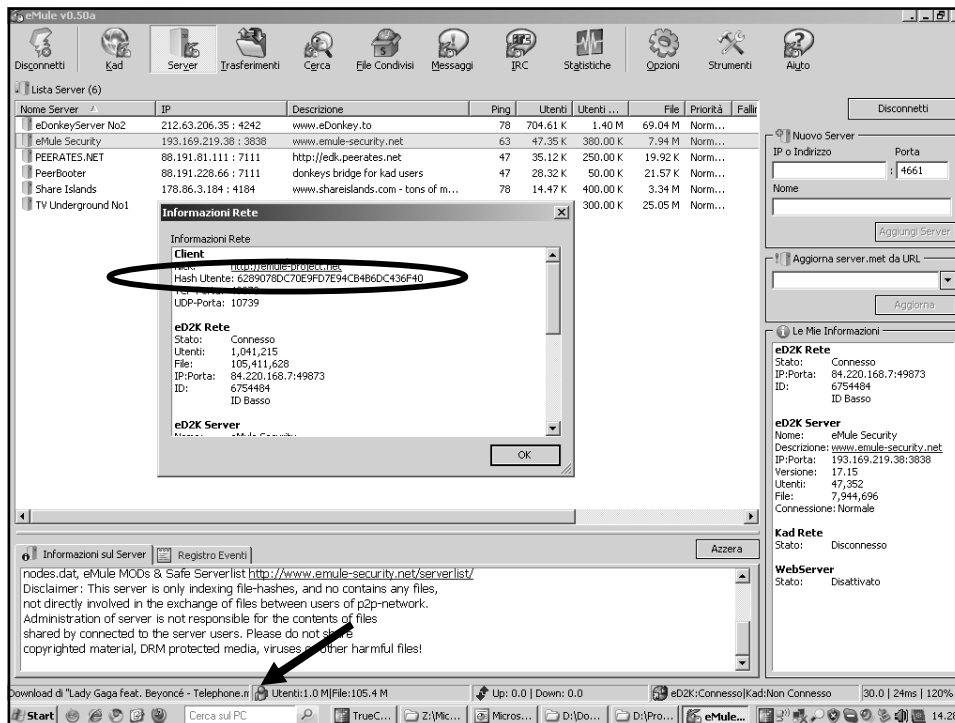 eMule v0.50a
Disconnetti Kad Server Trasferimenti Cerca File Condivisi Messaggi IRC Statistiche Opzioni Strumenti Aiuto
Lista Server (6)
Nome Server IP Descrizione Ping Utenti Utenti ... File Priorità Fallir
eDonkeyServer No2 212.63.206.35 : 4242 www.eDonkey.to 78 704.61 K 1.40 M 69.04 M Norm...
eMule Security 193.169.219.38 : 3838 www.emule-security.net 63 47.35 K 380.00 K 7.94 M Norm...
PEERATES.NET 88.191.81.111 : 7111 http://edk.peerates.net 47 35.12 K 250.00 K 19.92 K Norm...
PeerBooter 88.191.228.66 : 7111 donkeys bridge for kad users 47 28.32 K 50.00 K 21.57 K Norm...
Share Islands 178.86.3.184 : 4184 www.shareislands.com - tons of m... 78 14.47 K 400.00 K 3.34 M Norm...
TV Underground No1 300.00 K 25.05 M Norm...
Informazioni Rete
Informazioni Rete
Client
http://emule-project.net
Hash Utente: 6289078DC70E9FD7E94CB4B6DC436F40
UDP-Porta: 10739
eD2K Rete
Stato: Connesso
Utenti: 1,041,215
File: 105,411,628
IP:Porta: 84.220.168.7:49873
ID: 6754484
ID Basso
eD2K Server
OK
Disconnetti
Nuovo Server
IP o Indirizzo Porta
: 4661
Nome
Aggiungi Server
Aggiorna server.met da URL
Aggiorna
Le Mie Informazioni
eD2K Rete
Stato: Connesso
IP:Porta: 84.220.168.7:49873
ID: 6754484
ID Basso
eD2K Server
Nome: eMule Security
Descrizione: www.emule-security.net
IP:Porta: 193.169.219.38:3838
Versione: 17.15
Utenti: 47,352
File: 7,944,696
Connessione: Normale
Kad Rete
Stato: Disconnesso
WebServer
Stato: Disattivato
Informazioni sul Server Registro Eventi Azzera
nodes.dat, eMule MODs & Safe Serverlist http://www.emule-security.net/serverlist/
Disclaimer: This server is only indexing file-hashes, and no contains any files,
not directly involved in the exchange of files between users of p2p-network.
Administration of server is not responsible for the contents of files
shared by connected to the server users. Please do not share
copyrighted material, DRM protected media, viruses or other harmful files!
Download di "Lady Gaga feat. Beyoncé - Telephone.m Utenti:1.0 M|File:105.4 M Up: 0.0 | Down: 0.0 eD2K:Connesso|Kad:Non Connesso 30.0 | 24ms | 120%
Start Cerca sul PC TrueC... Z:\Mic... Micros... D:\Do... D:\Pro... eMule... 14.28